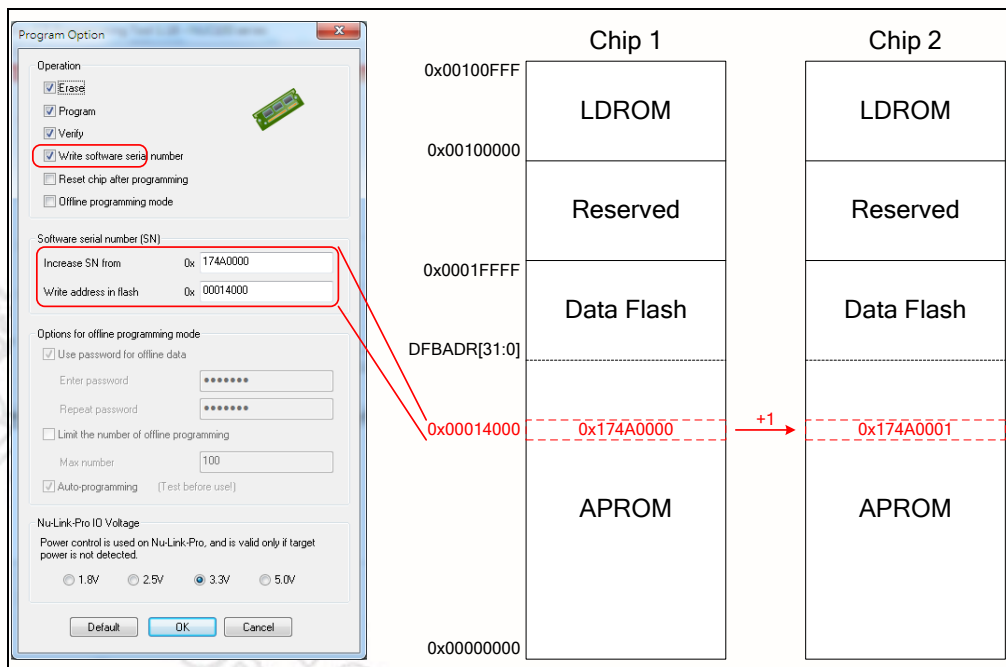 Program Option
Operation
Erase
Program
Verify
Write software serial number
Reset chip after programming
Offline programming mode
Software serial number (SN)
Increase SN from 0x 174A0000
Write address in flash 0x 00014000
Options for offline programming mode
Use password for offline data
Enter password •••••••
Repeat password •••••••
Limit the number of offline programming
Max number 100
Auto-programming (Test before use!)
Nu-Link-Pro IO Voltage
Power control is used on Nu-Link-Pro, and is valid only if target
power is not detected.
1.8V 2.5V 3.3V 5.0V
Default OK Cancel
Chip 1 Chip 2
0x00100FFF
LDROM LDROM
0x00100000
Reserved Reserved
0x0001FFFF
Data Flash Data Flash
DFBADR[31:0]
0x00014000 0x174A0000 +1 0x174A0001
APROM APROM
0x00000000